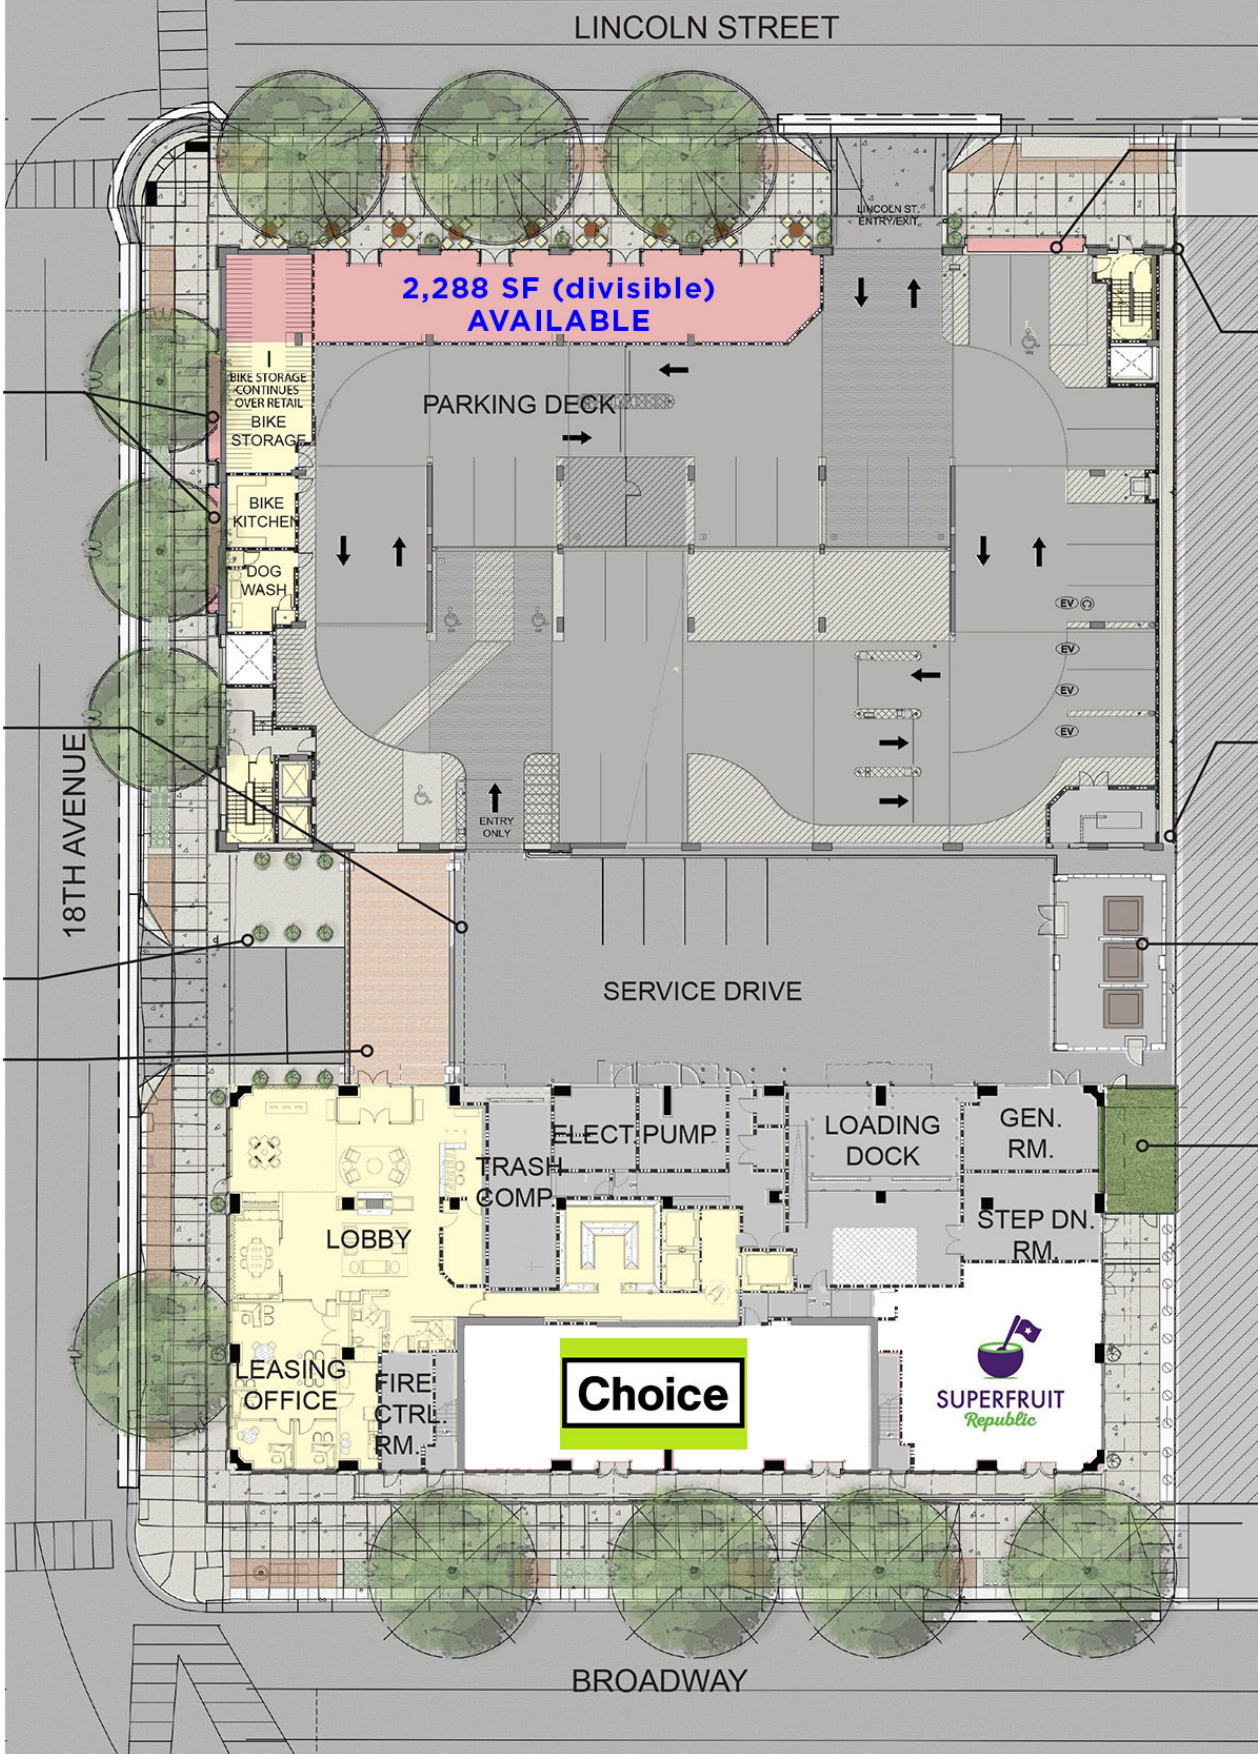 LINCOLN STREET
LINCOLN ST.
ENTRY/EXIT
2,288 SF (divisible)
AVAILABLE
BIKE STORAGE
CONTINUES
OVER RETAIL
BIKE
STORAGE
PARKING DECK
BIKE
KITCHEN
DOG
WASH
EV C
EV
EV
EV
18TH AVENUE
ENTRY
ONLY
SERVICE DRIVE
ELECT.
PUMP
TRASH
COMP.
LOADING
DOCK
GEN.
RM.
STEP DN.
RM.
LOBBY
LEASING
OFFICE
FIRE
CTRL.
RM.
Choice
SUPERFRUIT
Republic
BROADWAY